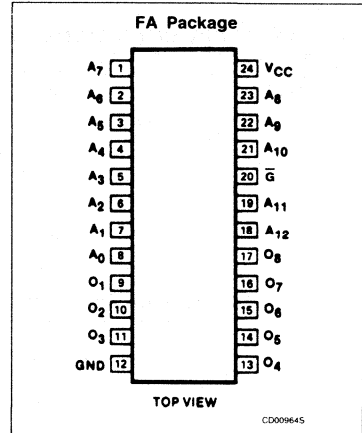 FA Package
A7 1 24 VCC
A6 2 23 A8
A5 3 22 A9
A4 4 21 A10
A3 5 20 G̅
A2 6 19 A11
A1 7 18 A12
A0 8 17 O8
O1 9 16 O7
O2 10 15 O6
O3 11 14 O5
GND 12 13 O4
TOP VIEW
CD00964S